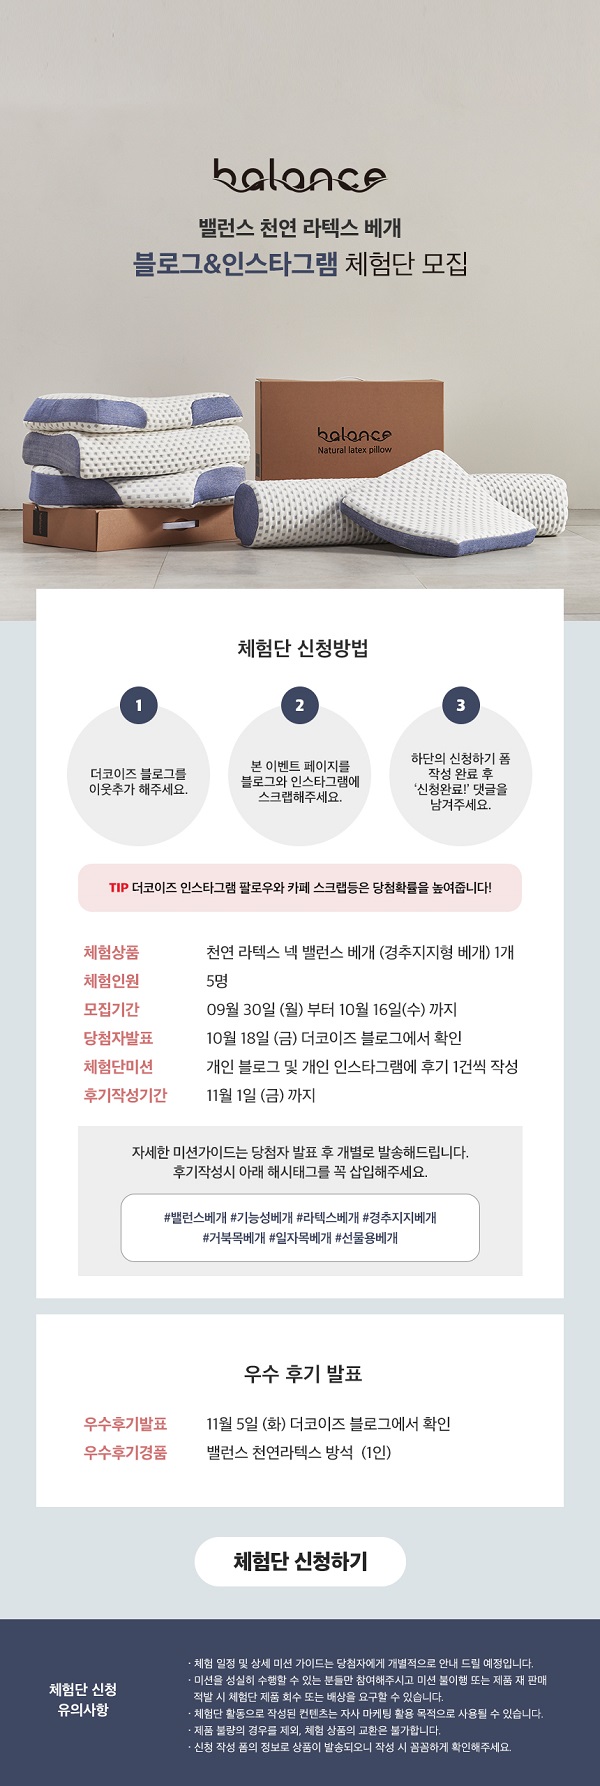 balance
밸런스 천연 라텍스 베개
블로그&인스타그램 체험단 모집
balance
Natural latex pillow
체험단 신청방법
1
더코이즈 블로그를
이웃추가 해주세요.
2
본 이벤트 페이지를
블로그와 인스타그램에
스크랩해주세요.
3
하단의 신청하기 폼
작성 완료 후
'신청완료!' 댓글을
남겨주세요.
TIP 더코이즈 인스타그램 팔로우와 카페 스크랩등은 당첨확률을 높여줍니다!
체험상품 천연 라텍스 넥 밸런스 베개 (경추지지형 베개) 1개
체험인원 5명
모집기간 09월 30일 (월) 부터 10월 16일(수) 까지
당첨자발표 10월 18일 (금) 더코이즈 블로그에서 확인
체험단미션 개인 블로그 및 개인 인스타그램에 후기 1건씩 작성
후기작성기간 11월 1일 (금) 까지
자세한 미션가이드는 당첨자 발표 후 개별로 발송해드립니다.
후기작성시 아래 해시태그를 꼭 삽입해주세요.
#밸런스베개 #기능성베개 #라텍스베개 #경추지지베개
#거북목베개 #일자목베개 #선물용베개
우수 후기 발표
우수후기발표 11월 5일 (화) 더코이즈 블로그에서 확인
우수후기경품 밸런스 천연라텍스 방석 (1인)
체험단 신청하기
체험단 신청
유의사항
· 체험 일정 및 상세 미션 가이드는 당첨자에게 개별적으로 안내 드릴 예정입니다.
· 미션을 성실히 수행할 수 있는 분들만 참여해주시고 미션 불이행 또는 제품 재 판매
적발 시 체험단 제품 회수 또는 배상을 요구할 수 있습니다.
· 체험단 활동으로 작성된 컨텐츠는 자사 마케팅 활용 목적으로 사용될 수 있습니다.
· 제품 불량의 경우를 제외, 체험 상품의 교환은 불가합니다.
· 신청 작성 폼의 정보로 상품이 발송되오니 작성 시 꼼꼼하게 확인해주세요.